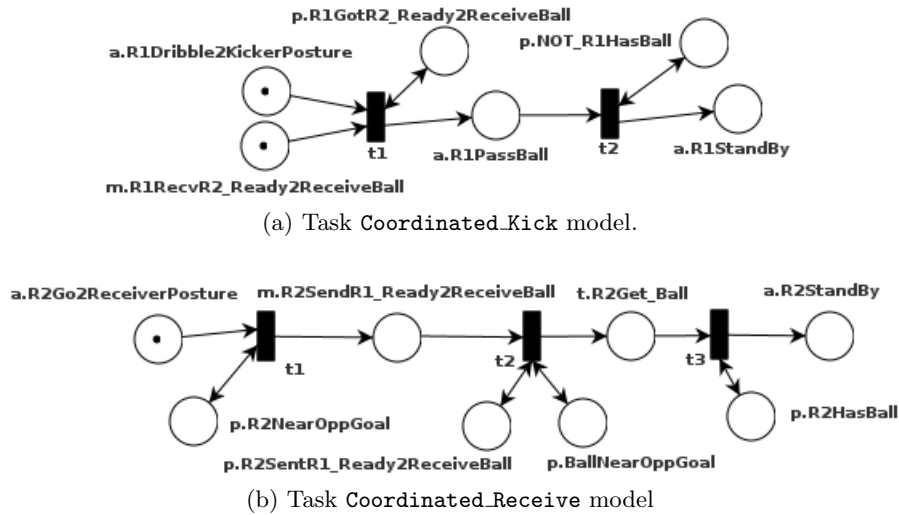 p.R1GotR2_Ready2ReceiveBall
p.NOT_R1HasBall
a.R1Dribble2KickerPosture
t1
a.R1PassBall
t2
a.R1StandBy
m.R1RecvR2_Ready2ReceiveBall
(a) Task Coordinated_Kick model.
a.R2Go2ReceiverPosture
m.R2SendR1_Ready2ReceiveBall
t.R2Get_Ball
a.R2StandBy
t1
t2
t3
p.R2NearOppGoal
p.R2HasBall
p.R2SentR1_Ready2ReceiveBall
p.BallNearOppGoal
(b) Task Coordinated_Receive model